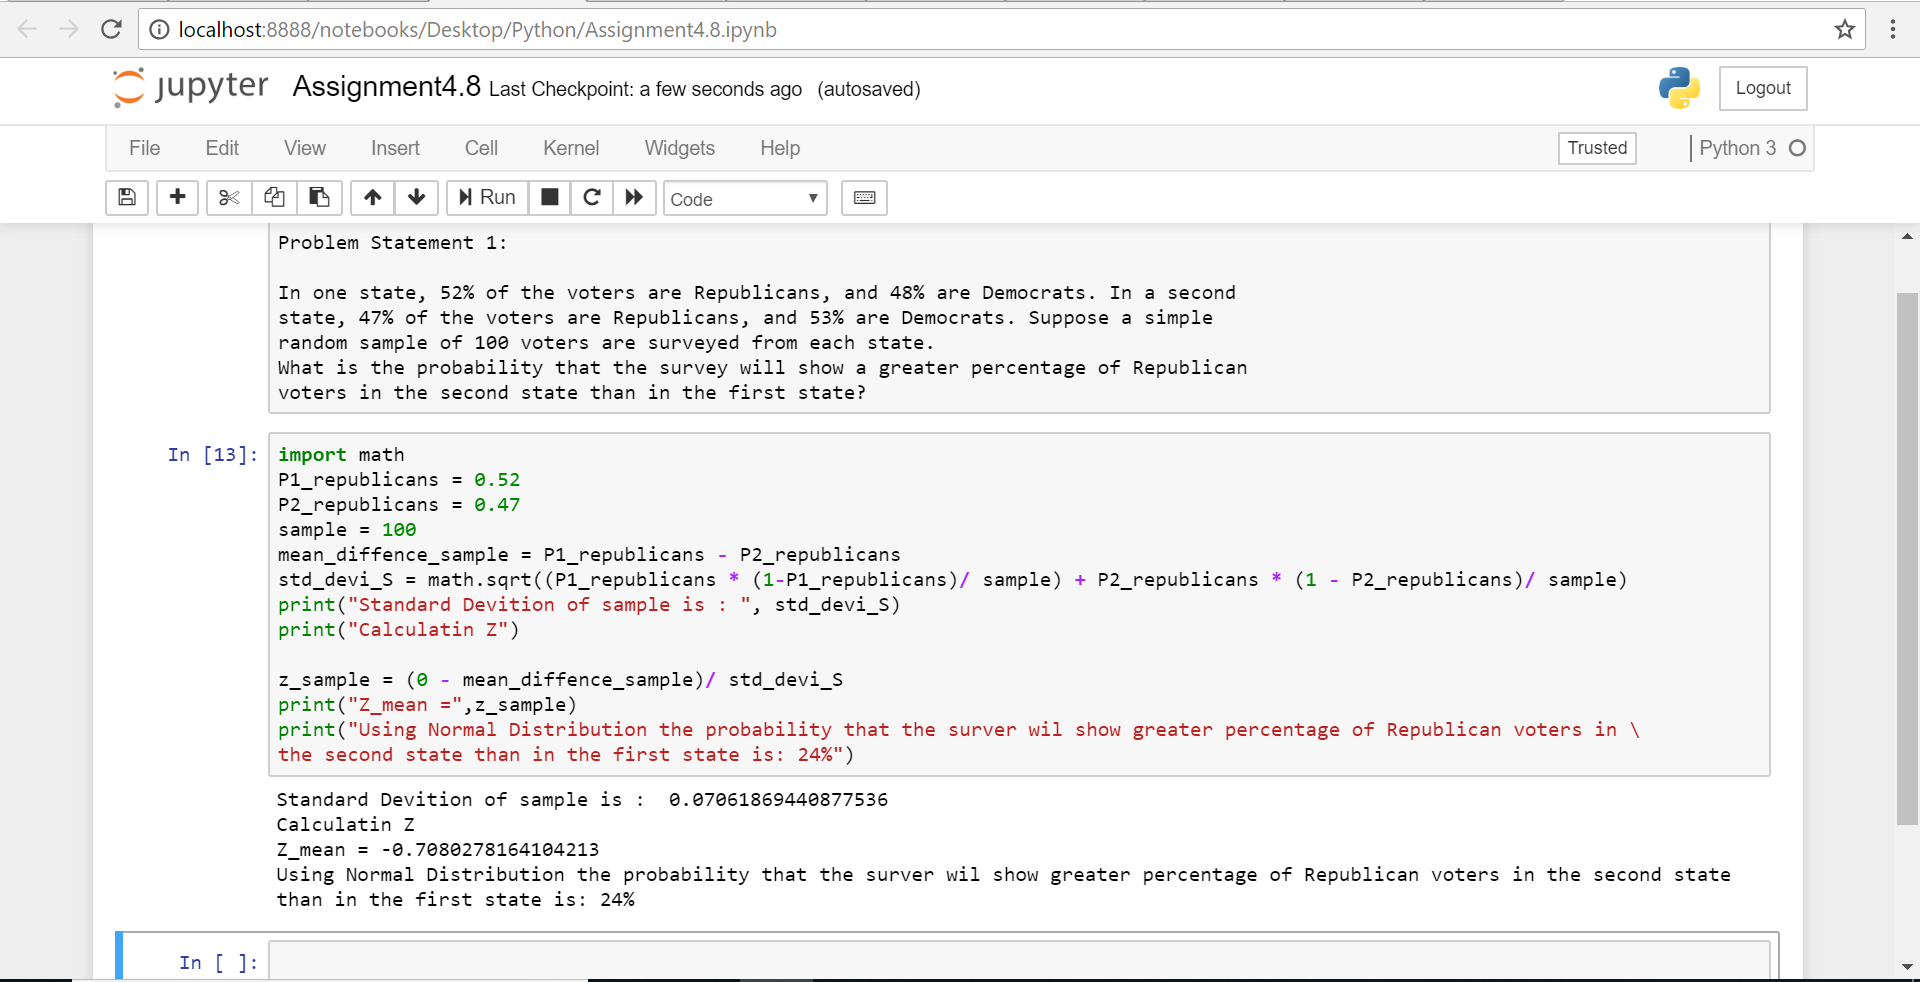 localhost:8888/notebooks/Desktop/Python/Assignment4.8.ipynb
jupyter Assignment4.8 Last Checkpoint: a few seconds ago (autosaved) Logout
File Edit View Insert Cell Kernel Widgets Help Trusted Python 3
Run Code
Problem Statement 1:
In one state, 52% of the voters are Republicans, and 48% are Democrats. In a second
state, 47% of the voters are Republicans, and 53% are Democrats. Suppose a simple
random sample of 100 voters are surveyed from each state.
What is the probability that the survey will show a greater percentage of Republican
voters in the second state than in the first state?
In [13]: import math
P1_republicans = 0.52
P2_republicans = 0.47
sample = 100
mean_diffence_sample = P1_republicans - P2_republicans
std_devi_S = math.sqrt((P1_republicans * (1-P1_republicans)/ sample) + P2_republicans * (1 - P2_republicans)/ sample)
print("Standard Devition of sample is : ", std_devi_S)
print("Calculatin Z")
z_sample = (0 - mean_diffence_sample)/ std_devi_S
print("Z_mean =",z_sample)
print("Using Normal Distribution the probability that the surver wil show greater percentage of Republican voters in \
the second state than in the first state is: 24%")
Standard Devition of sample is :  0.07061869440877536
Calculatin Z
Z_mean = -0.7080278164104213
Using Normal Distribution the probability that the surver wil show greater percentage of Republican voters in the second state
than in the first state is: 24%
In [ ]: